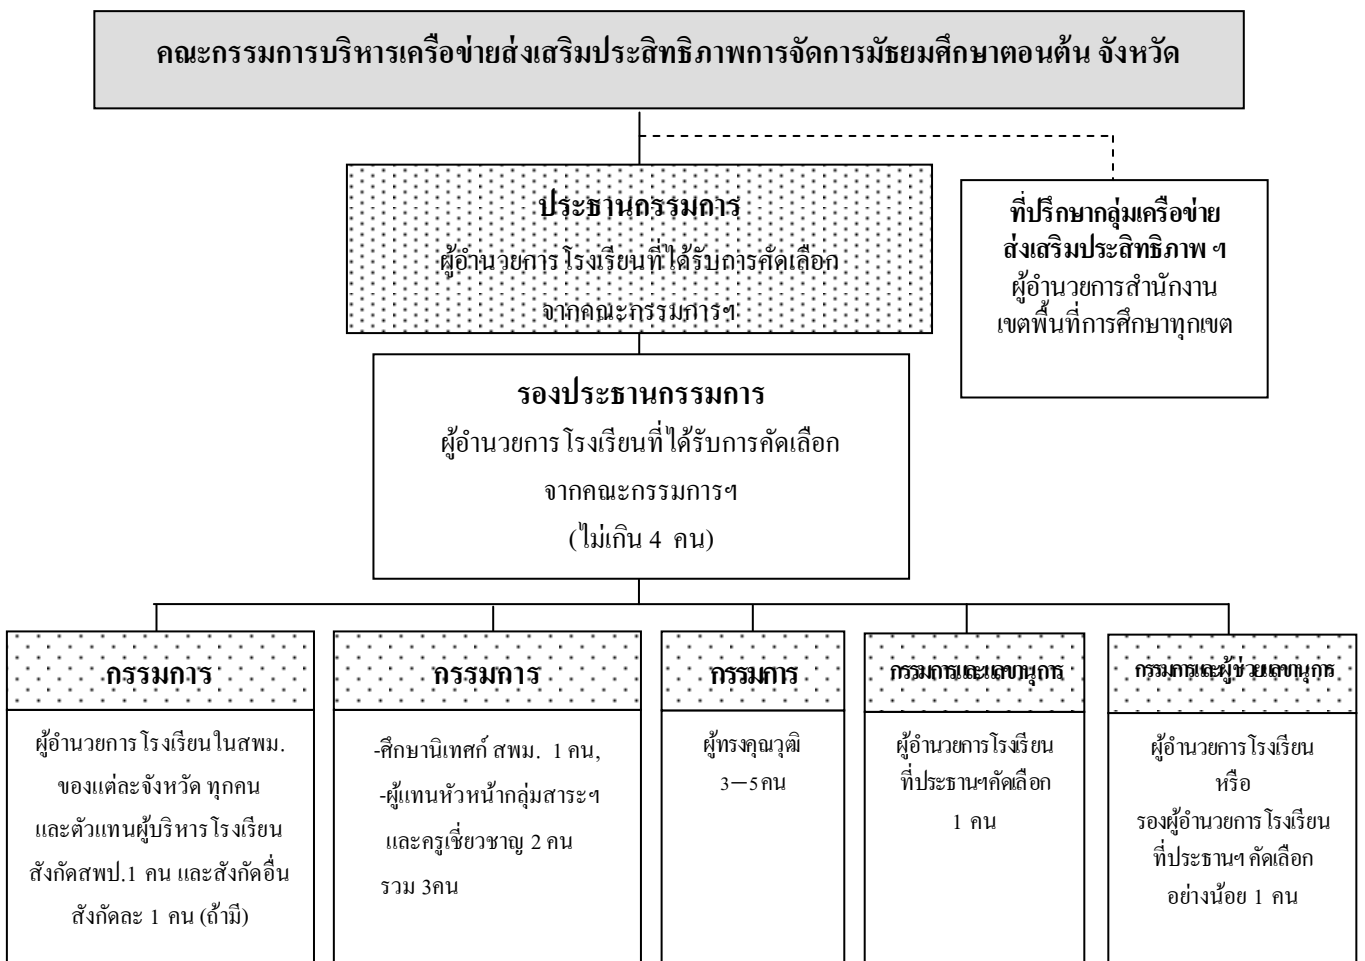 คณะกรรมการบริหารเครือข่ายส่งเสริมประสิทธิภาพการจัดการมัธยมศึกษาตอนต้น จังหวัด
ประธานกรรมการ
ผู้อำนวยการโรงเรียนที่ได้รับการคัดเลือก
จากคณะกรรมการฯ
ที่ปรึกษากลุ่มเครือข่าย
ส่งเสริมประสิทธิภาพ ฯ
ผู้อำนวยการสำนักงาน
เขตพื้นที่การศึกษาทุกเขต
รองประธานกรรมการ
ผู้อำนวยการโรงเรียนที่ได้รับการคัดเลือก
จากคณะกรรมการฯ
(ไม่เกิน 4 คน)
กรรมการ
ผู้อำนวยการโรงเรียนในสพม.
ของแต่ละจังหวัด ทุกคน
และตัวแทนผู้บริหารโรงเรียน
สังกัดสพป.1 คน และสังกัดอื่น
สังกัดละ 1 คน (ถ้ามี)
กรรมการ
-ศึกษานิเทศก์ สพม. 1 คน,
-ผู้แทนหัวหน้ากลุ่มสาระฯ
และครูเชี่ยวชาญ 2 คน
รวม 3คน
กรรมการ
ผู้ทรงคุณวุฒิ
3–5 คน
กรรมการและเลขานุการ
ผู้อำนวยการโรงเรียน
ที่ประธานฯคัดเลือก
1 คน
กรรมการและผู้ช่วยเลขานุการ
ผู้อำนวยการโรงเรียน
หรือ
รองผู้อำนวยการโรงเรียน
ที่ประธานฯ คัดเลือก
อย่างน้อย 1 คน